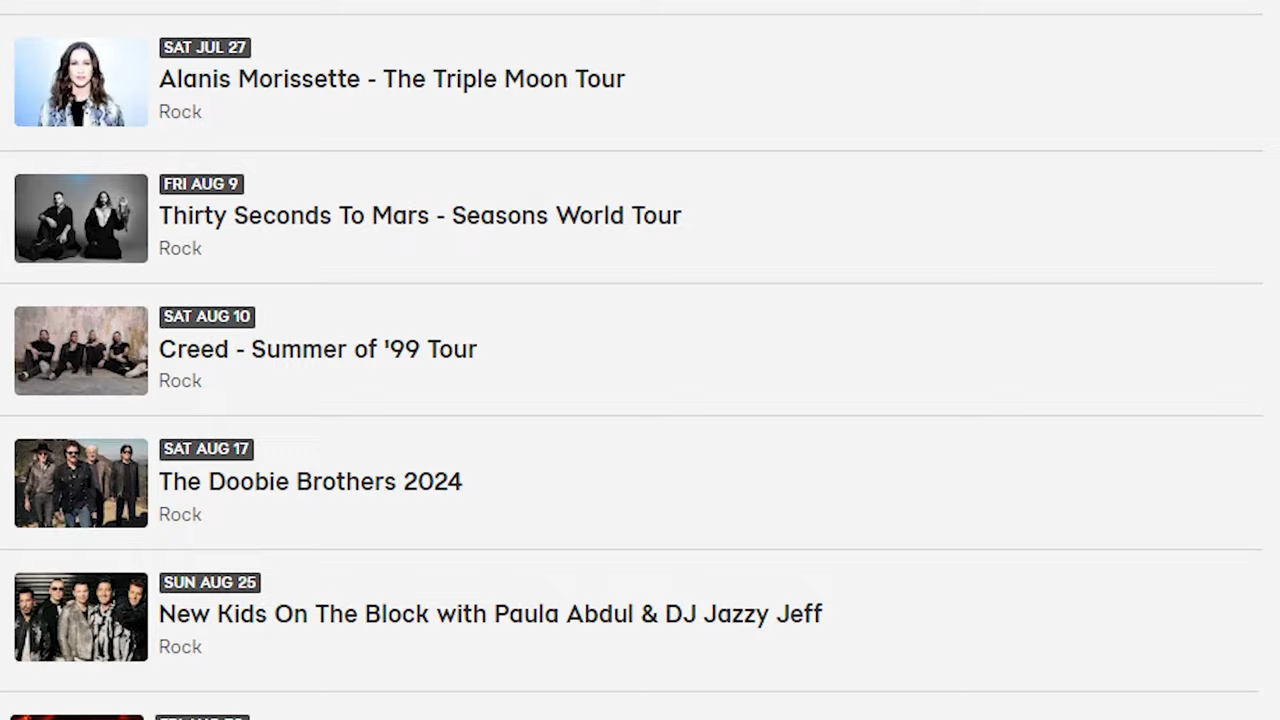 SAT JUL 27
Alanis Morissette - The Triple Moon Tour
Rock
FRI AUG 9
Thirty Seconds To Mars - Seasons World Tour
Rock
SAT AUG 10
Creed - Summer of '99 Tour
Rock
SAT AUG 17
The Doobie Brothers 2024
Rock
SUN AUG 25
New Kids On The Block with Paula Abdul & DJ Jazzy Jeff
Rock